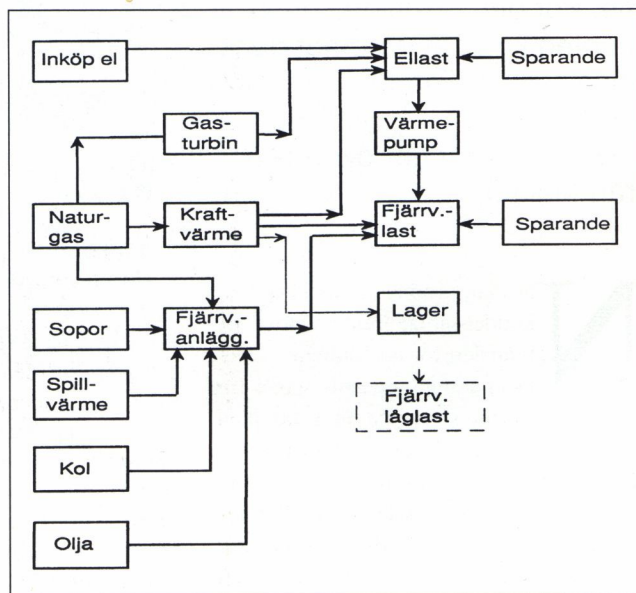 Inköp el
Ellast
Sparande
Gas-
turbin
Värme-
pump
Natur-
gas
Kraft-
värme
Fjärrv.-
last
Sparande
Sopor
Fjärrv.-
anlägg.
Lager
Spill-
värme
Fjärrv.
låglast
Kol
Olja